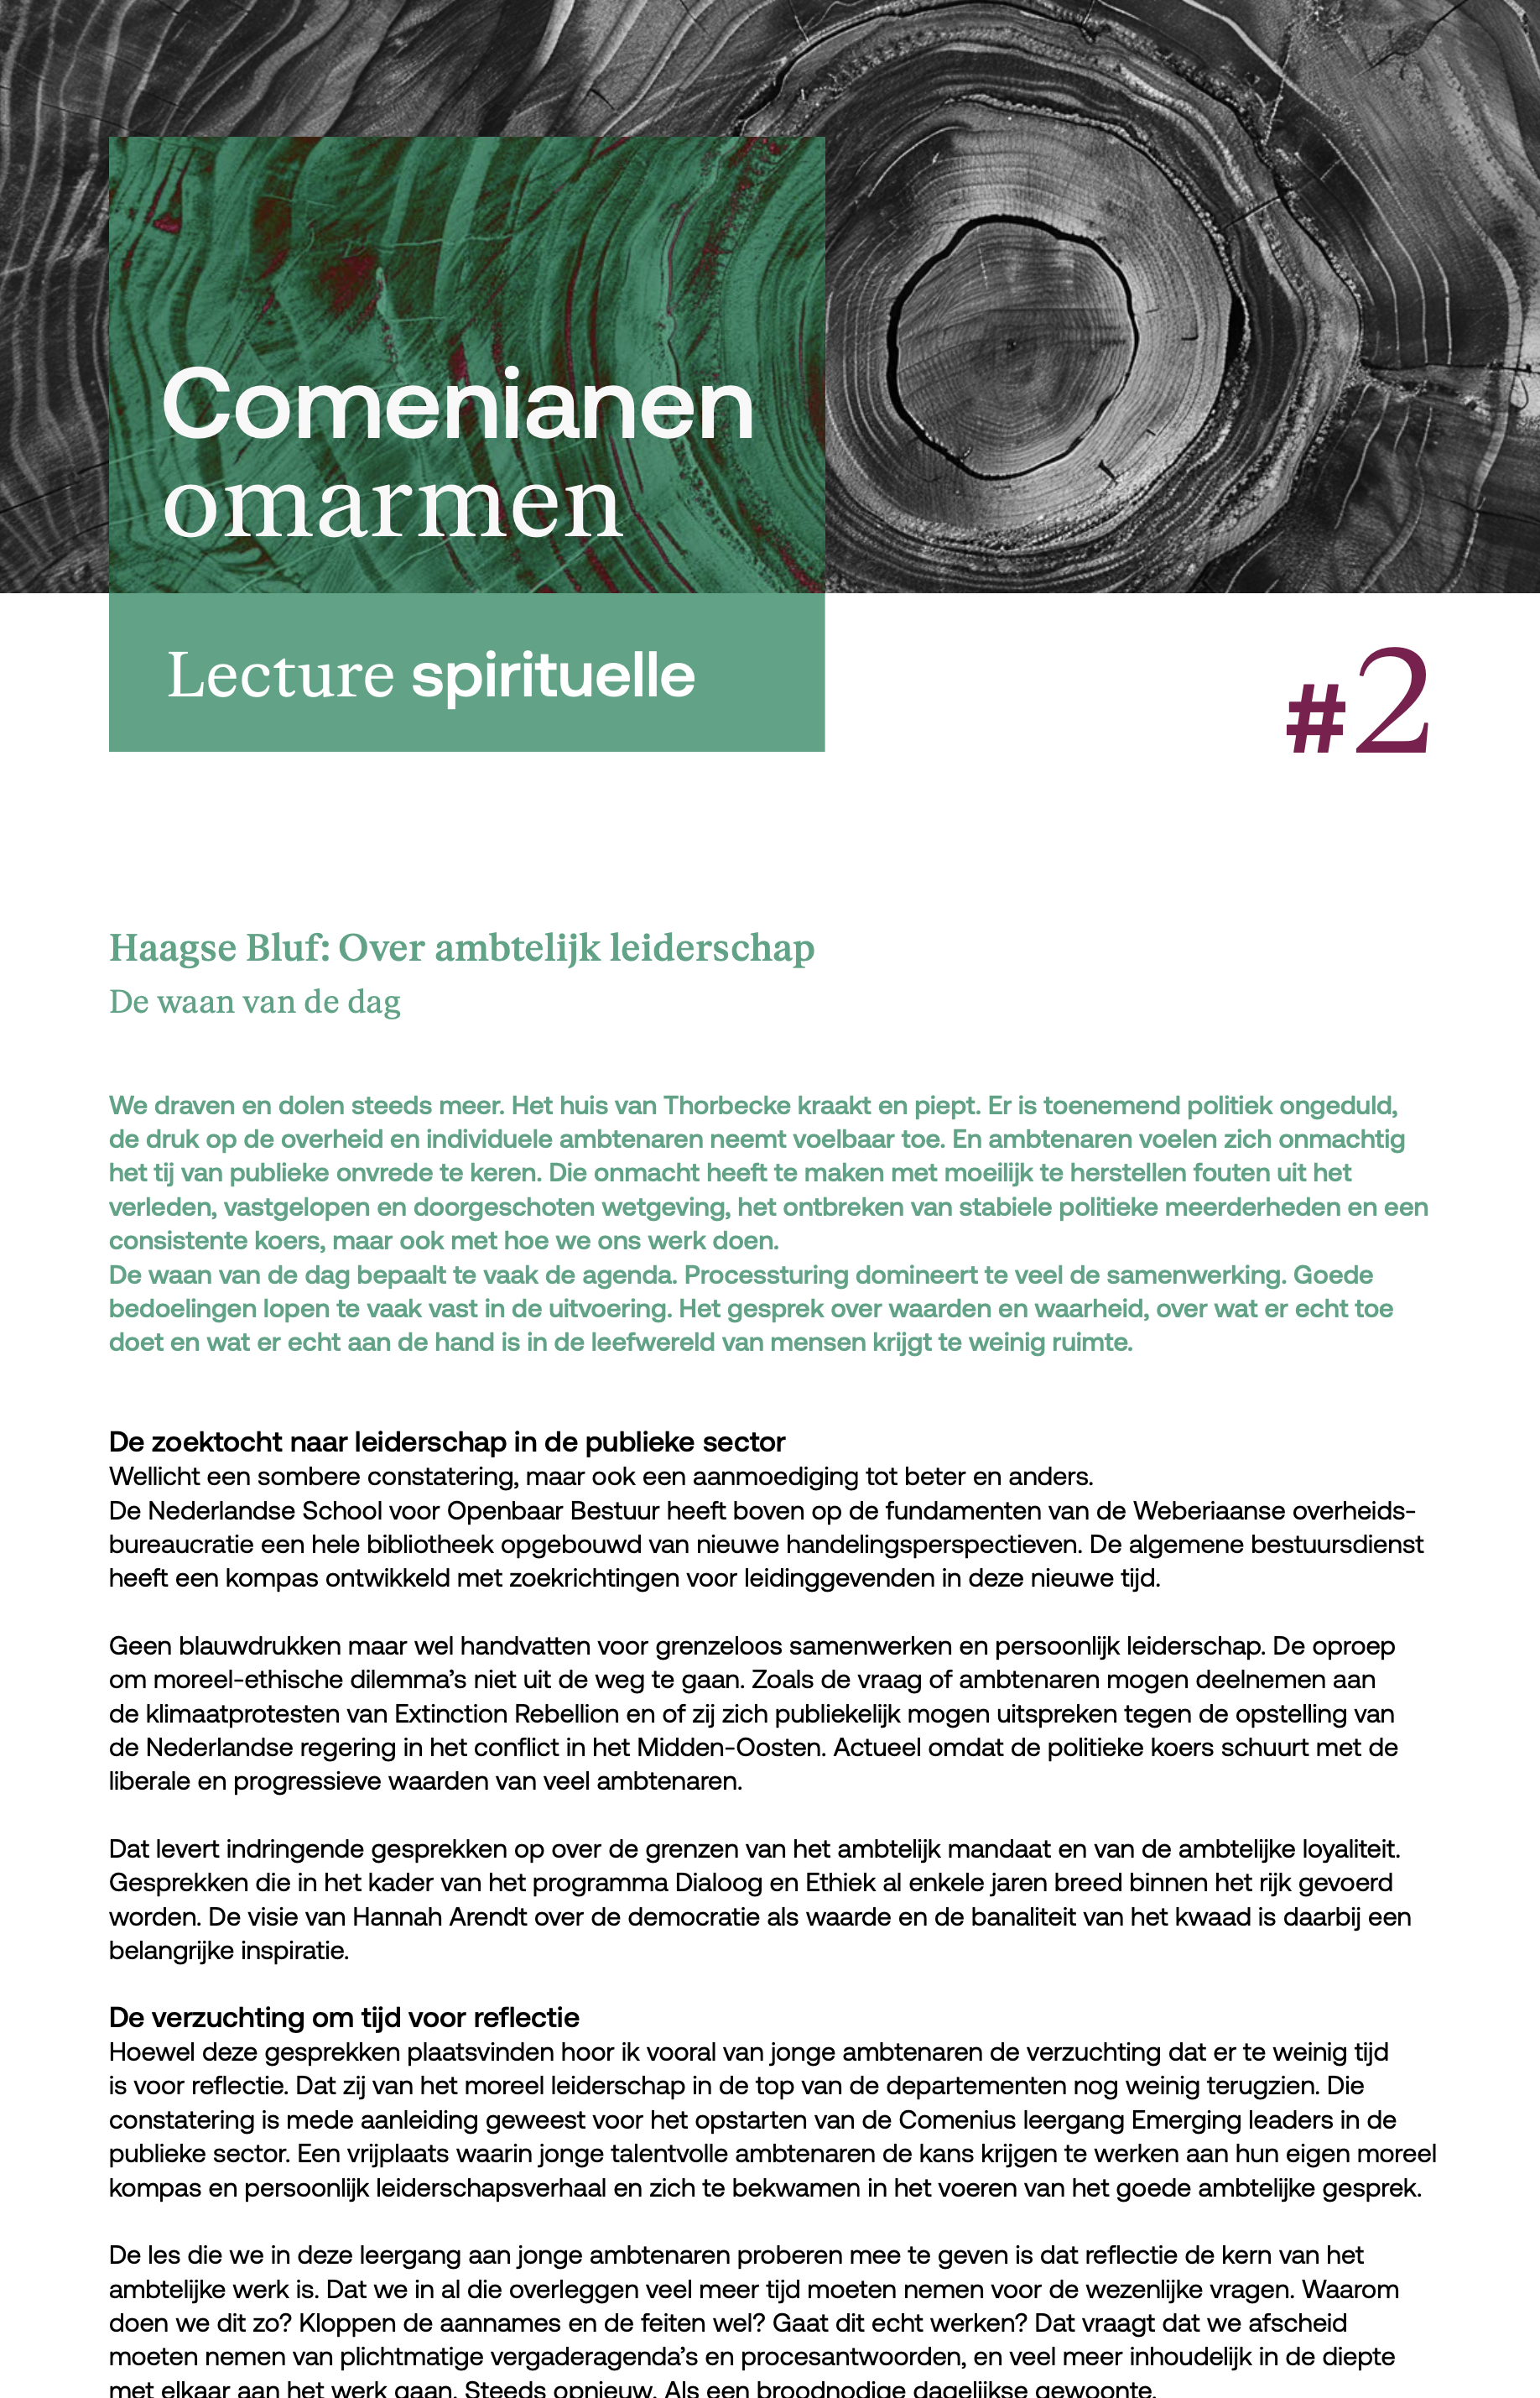 Comenianen
omarmen
Lecture spirituelle
#2
Haagse Bluf: Over ambtelijk leiderschap
De waan van de dag
We draven en dolen steeds meer. Het huis van Thorbecke kraakt en piept. Er is toenemend politiek ongeduld,
de druk op de overheid en individuele ambtenaren neemt voelbaar toe. En ambtenaren voelen zich onmachtig
het tij van publieke onvrede te keren. Die onmacht heeft te maken met moeilijk te herstellen fouten uit het
verleden, vastgelopen en doorgeschoten wetgeving, het ontbreken van stabiele politieke meerderheden en een
consistente koers, maar ook met hoe we ons werk doen.
De waan van de dag bepaalt te vaak de agenda. Processturing domineert te veel de samenwerking. Goede
bedoelingen lopen te vaak vast in de uitvoering. Het gesprek over waarden en waarheid, over wat er echt toe
doet en wat er echt aan de hand is in de leefwereld van mensen krijgt te weinig ruimte.
De zoektocht naar leiderschap in de publieke sector
Wellicht een sombere constatering, maar ook een aanmoediging tot beter en anders.
De Nederlandse School voor Openbaar Bestuur heeft boven op de fundamenten van de Weberiaanse overheids-
bureaucratie een hele bibliotheek opgebouwd van nieuwe handelingsperspectieven. De algemene bestuursdienst
heeft een kompas ontwikkeld met zoekrichtingen voor leidinggevenden in deze nieuwe tijd.
Geen blauwdrukken maar wel handvatten voor grenzeloos samenwerken en persoonlijk leiderschap. De oproep
om moreel-ethische dilemma’s niet uit de weg te gaan. Zoals de vraag of ambtenaren mogen deelnemen aan
de klimaatprotesten van Extinction Rebellion en of zij zich publiekelijk mogen uitspreken tegen de opstelling van
de Nederlandse regering in het conflict in het Midden-Oosten. Actueel omdat de politieke koers schuurt met de
liberale en progressieve waarden van veel ambtenaren.
Dat levert indringende gesprekken op over de grenzen van het ambtelijk mandaat en van de ambtelijke loyaliteit.
Gesprekken die in het kader van het programma Dialoog en Ethiek al enkele jaren breed binnen het rijk gevoerd
worden. De visie van Hannah Arendt over de democratie als waarde en de banaliteit van het kwaad is daarbij een
belangrijke inspiratie.
De verzuchting om tijd voor reflectie
Hoewel deze gesprekken plaatsvinden hoor ik vooral van jonge ambtenaren de verzuchting dat er te weinig tijd
is voor reflectie. Dat zij van het moreel leiderschap in de top van de departementen nog weinig terugzien. Die
constatering is mede aanleiding geweest voor het opstarten van de Comenius leergang Emerging leaders in de
publieke sector. Een vrijplaats waarin jonge talentvolle ambtenaren de kans krijgen te werken aan hun eigen moreel
kompas en persoonlijk leiderschapsverhaal en zich te bekwamen in het voeren van het goede ambtelijke gesprek.
De les die we in deze leergang aan jonge ambtenaren proberen mee te geven is dat reflectie de kern van het
ambtelijke werk is. Dat we in al die overleggen veel meer tijd moeten nemen voor de wezenlijke vragen. Waarom
doen we dit zo? Kloppen de aannames en de feiten wel? Gaat dit echt werken? Dat vraagt dat we afscheid
moeten nemen van plichtmatige vergaderagenda’s en procesantwoorden, en veel meer inhoudelijk in de diepte
met elkaar aan het werk gaan. Steeds opnieuw. Als een broodnodige dagelijkse gewoonte.